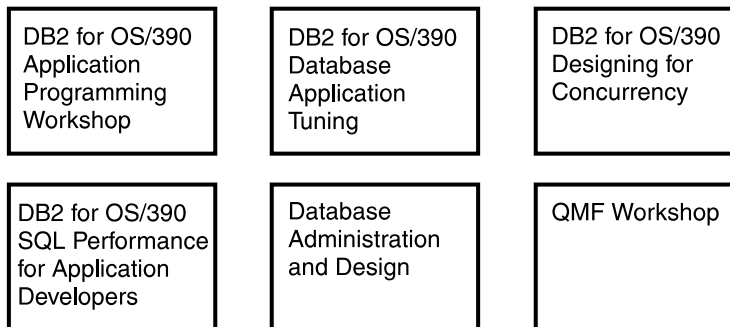 DB2 for OS/390
Application
Programming
Workshop
DB2 for OS/390
Database
Application
Tuning
DB2 for OS/390
Designing for
Concurrency
DB2 for OS/390
SQL Performance
for Application
Developers
Database
Administration
and Design
QMF Workshop